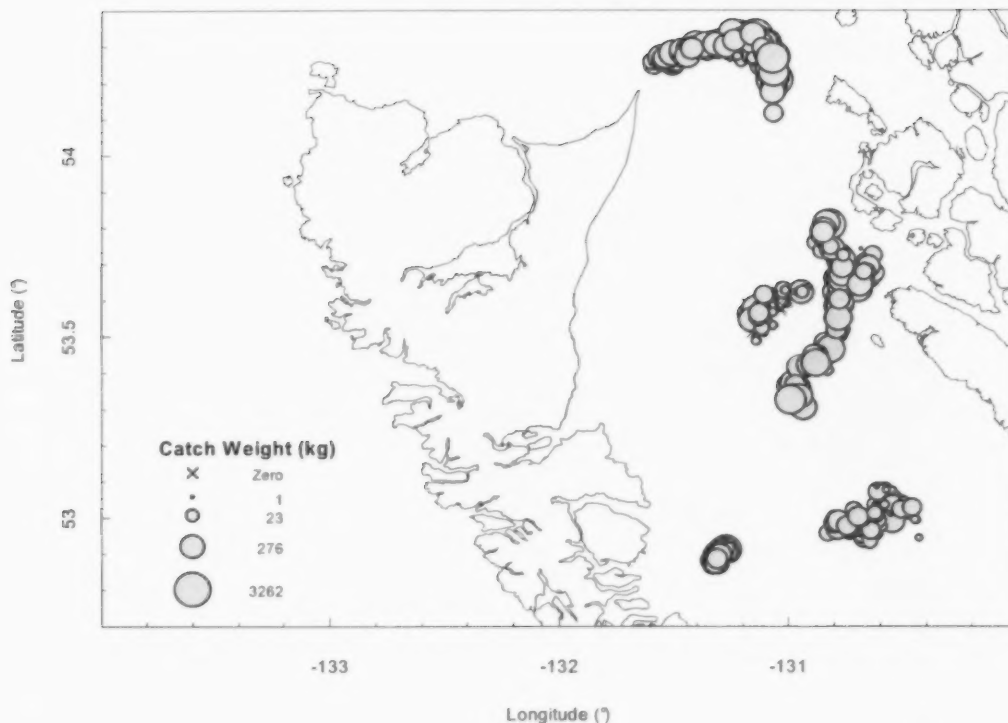 54
53.5
53
Latitude (°)
Catch Weight (kg)
Zero
1
23
276
3262
-133
-132
-131
Longitude (°)